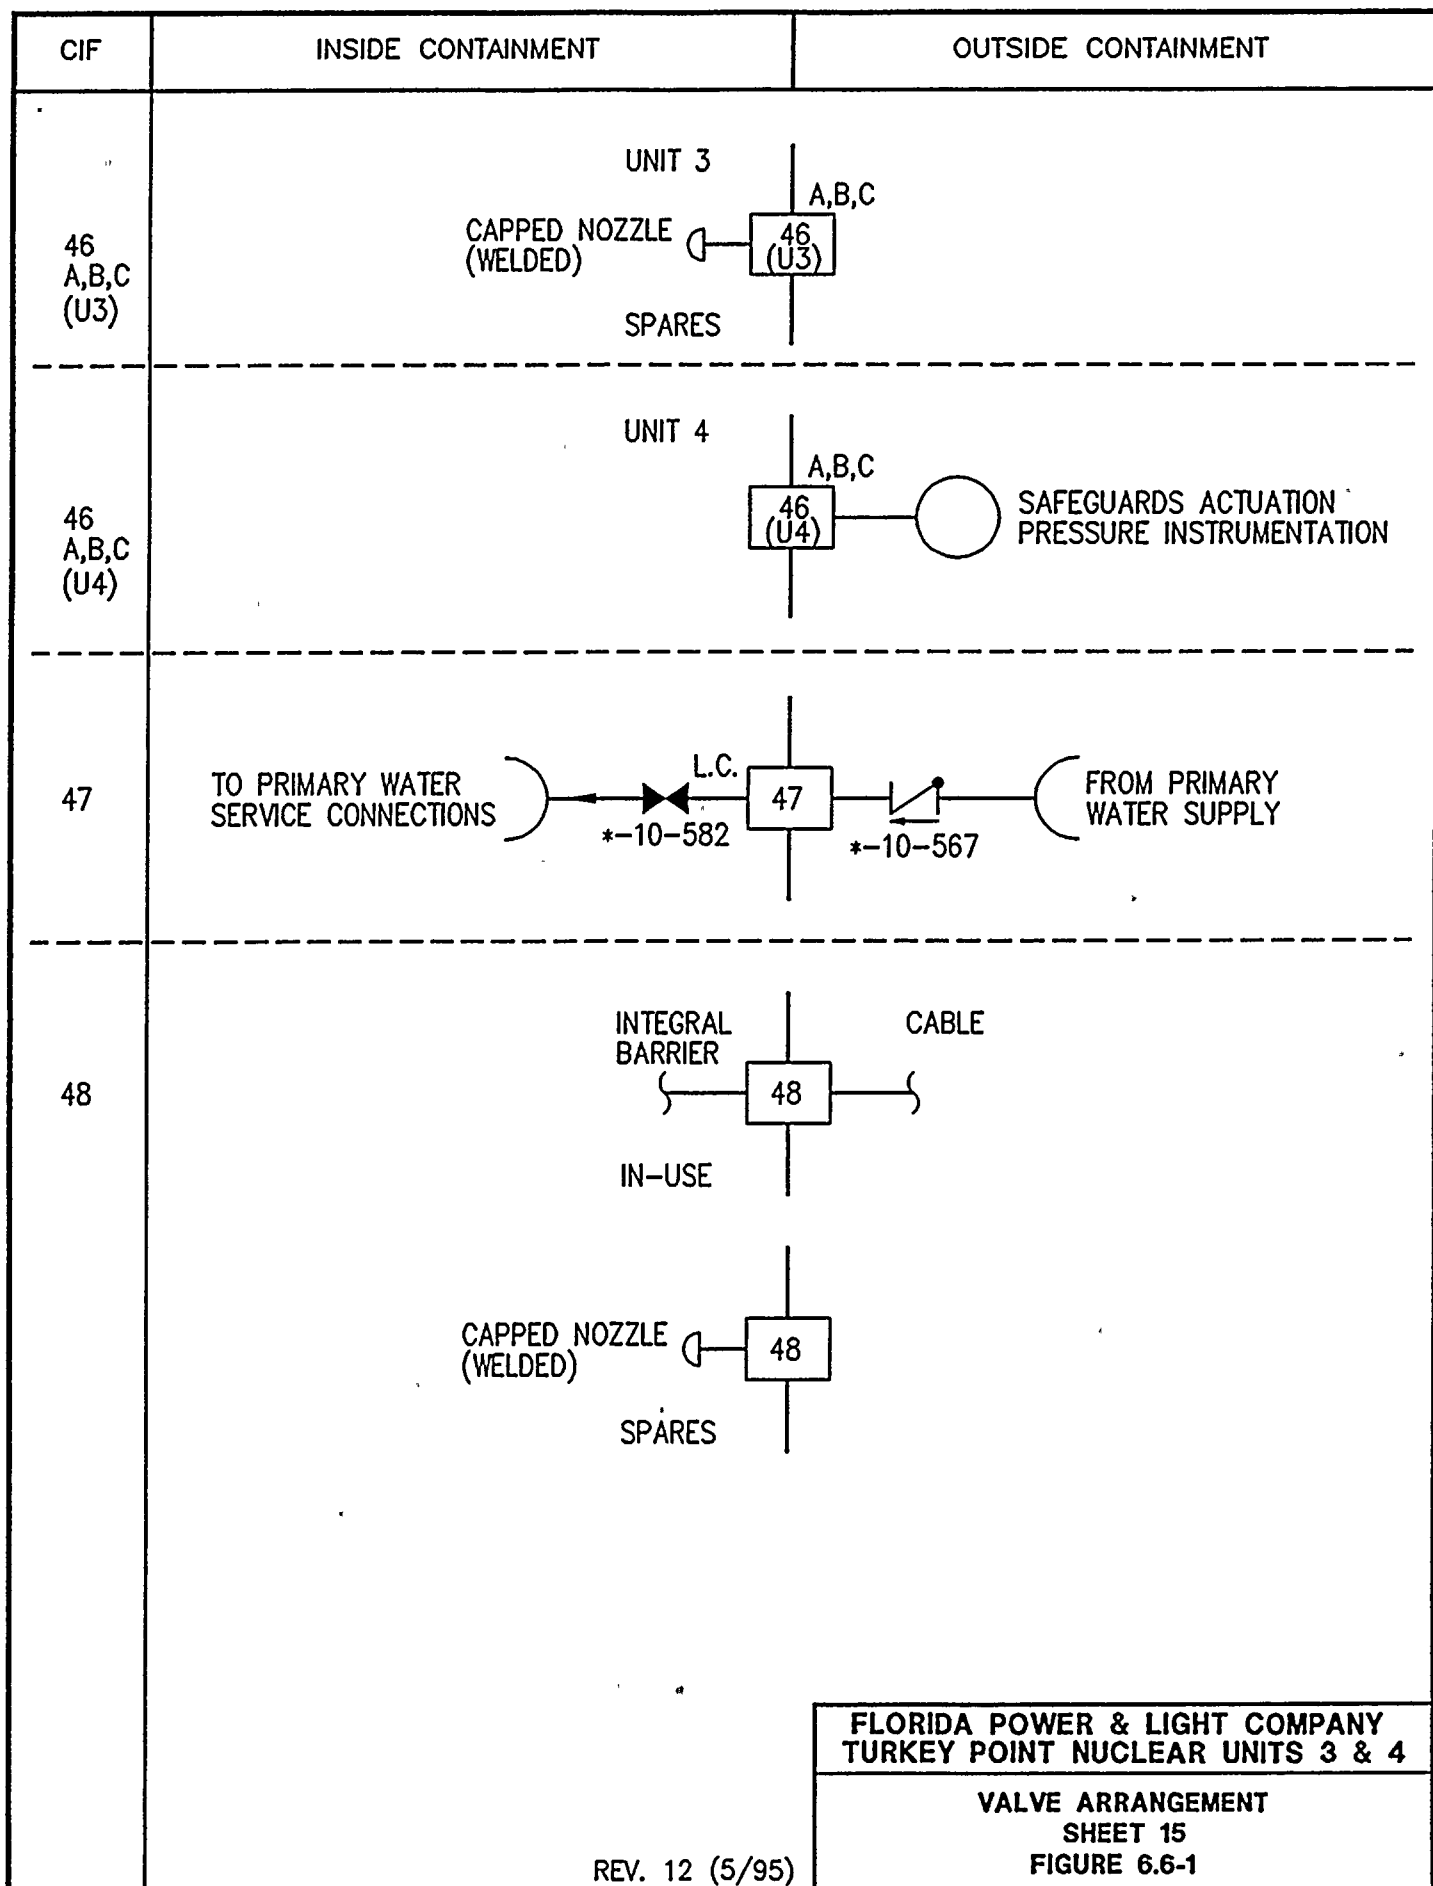 CIF
INSIDE CONTAINMENT
OUTSIDE CONTAINMENT
46
A,B,C
(U3)
UNIT 3
A,B,C
CAPPED NOZZLE
(WELDED)
46
(U3)
SPARES
46
A,B,C
(U4)
UNIT 4
A,B,C
46
(U4)
SAFEGUARDS ACTUATION
PRESSURE INSTRUMENTATION
47
TO PRIMARY WATER
SERVICE CONNECTIONS
L.C.
*-10-582
47
*-10-567
FROM PRIMARY
WATER SUPPLY
48
INTEGRAL
BARRIER
48
CABLE
IN-USE
CAPPED NOZZLE
(WELDED)
48
SPARES
REV. 12 (5/95)
FLORIDA POWER & LIGHT COMPANY
TURKEY POINT NUCLEAR UNITS 3 & 4
VALVE ARRANGEMENT
SHEET 15
FIGURE 6.6-1